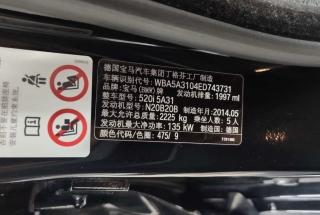 德国宝马汽车集团丁格芬工厂制造
车辆识别代号: WBA5A3104ED743731
品牌: 宝马(BMW)牌
发动机排量: 1997 ml
整车型号: 520i 5A31
发动机型号: N20B20B
制造年月: 2014.05
最大允许总质量: 2225 kg
乘坐人数: 5人
发动机最大净功率: 135 kW
制造国: 德国
颜色代码/色圈: 475/ 9